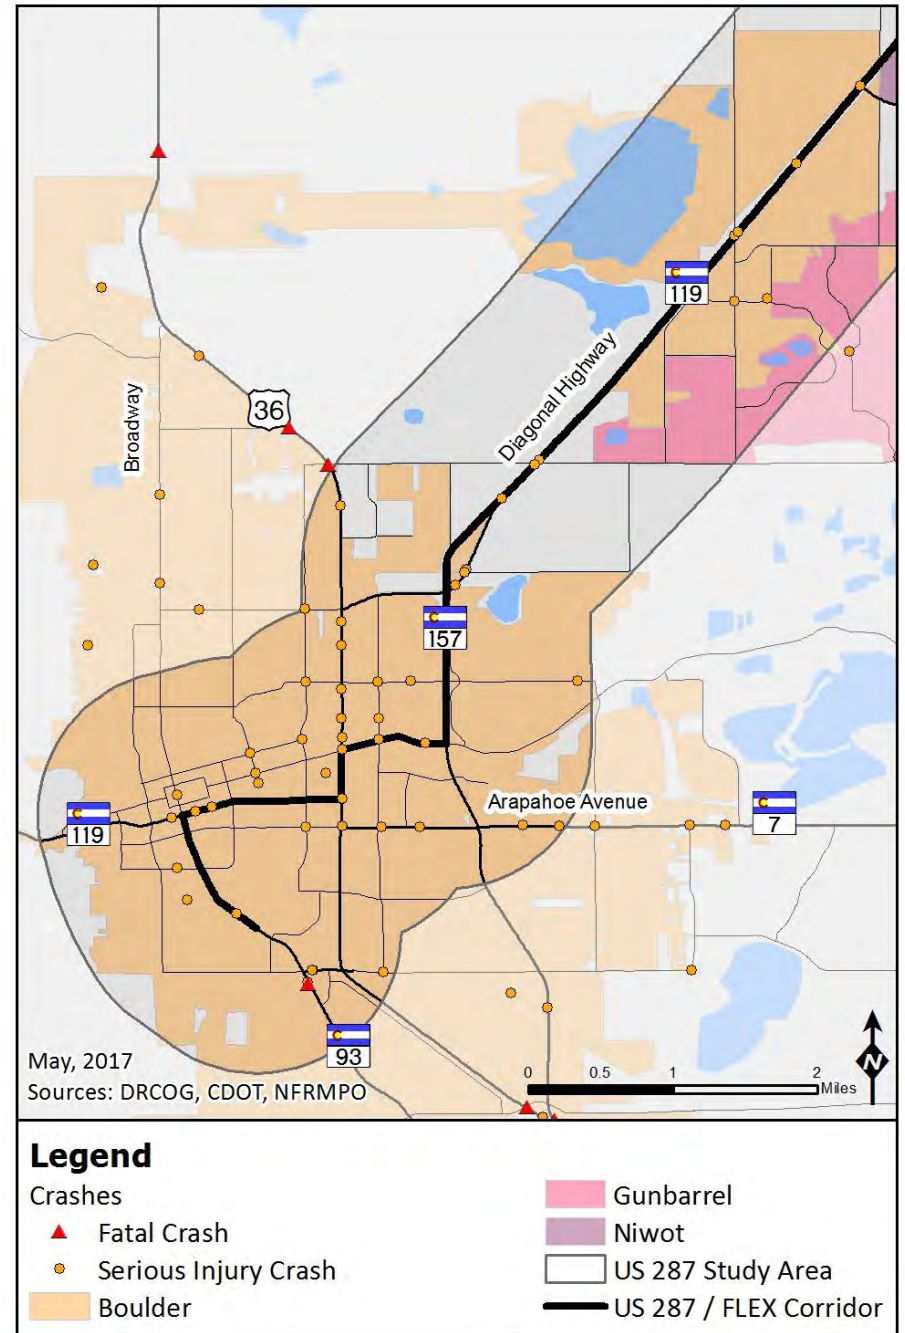 119
Diagonal Highway
Broadway
36
157
Arapahoe Avenue
119
7
93
May, 2017
Sources: DRCOG, CDOT, NFRMPO
0 0.5 1 2
Miles
N
Legend
Crashes
Fatal Crash
Serious Injury Crash
Boulder
Gunbarrel
Niwot
US 287 Study Area
US 287 / FLEX Corridor